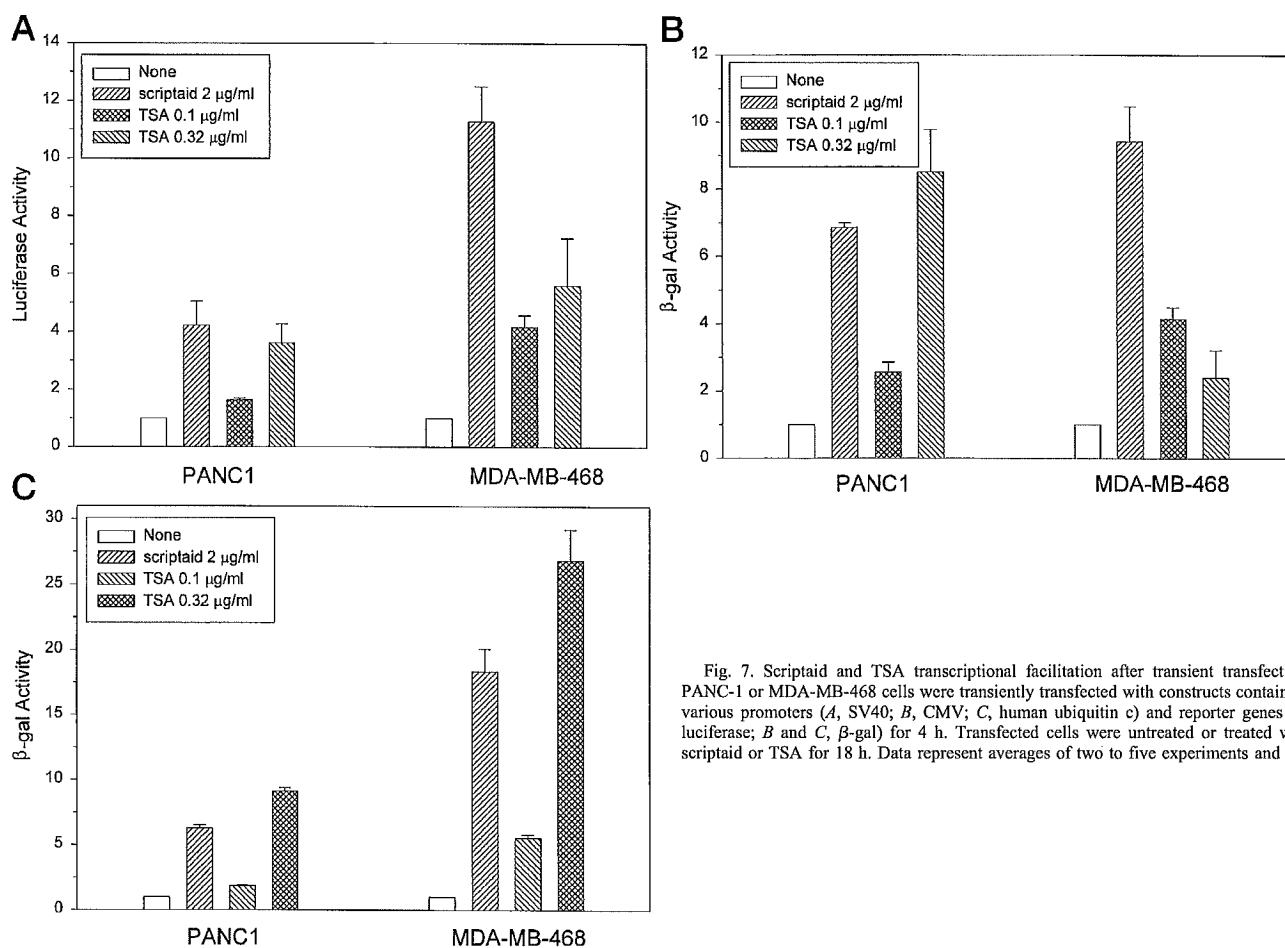 A
14
12
10
8
6
4
2
0
Luciferase Activity
None
scriptaid 2 μg/ml
TSA 0.1 μg/ml
TSA 0.32 μg/ml
PANC1
MDA-MB-468
B
12
10
8
6
4
2
0
β-gal Activity
None
scriptaid 2 μg/ml
TSA 0.1 μg/ml
TSA 0.32 μg/ml
PANC1
MDA-MB-468
C
30
25
20
15
10
5
0
β-gal Activity
None
scriptaid 2 μg/ml
TSA 0.1 μg/ml
TSA 0.32 μg/ml
PANC1
MDA-MB-468
Fig. 7. Scriptaid and TSA transcriptional facilitation after transient transfecti
PANC-1 or MDA-MB-468 cells were transiently transfected with constructs contain
various promoters (A, SV40; B, CMV; C, human ubiquitin c) and reporter genes
luciferase; B and C, β-gal) for 4 h. Transfected cells were untreated or treated
scriptaid or TSA for 18 h. Data represent averages of two to five experiments and